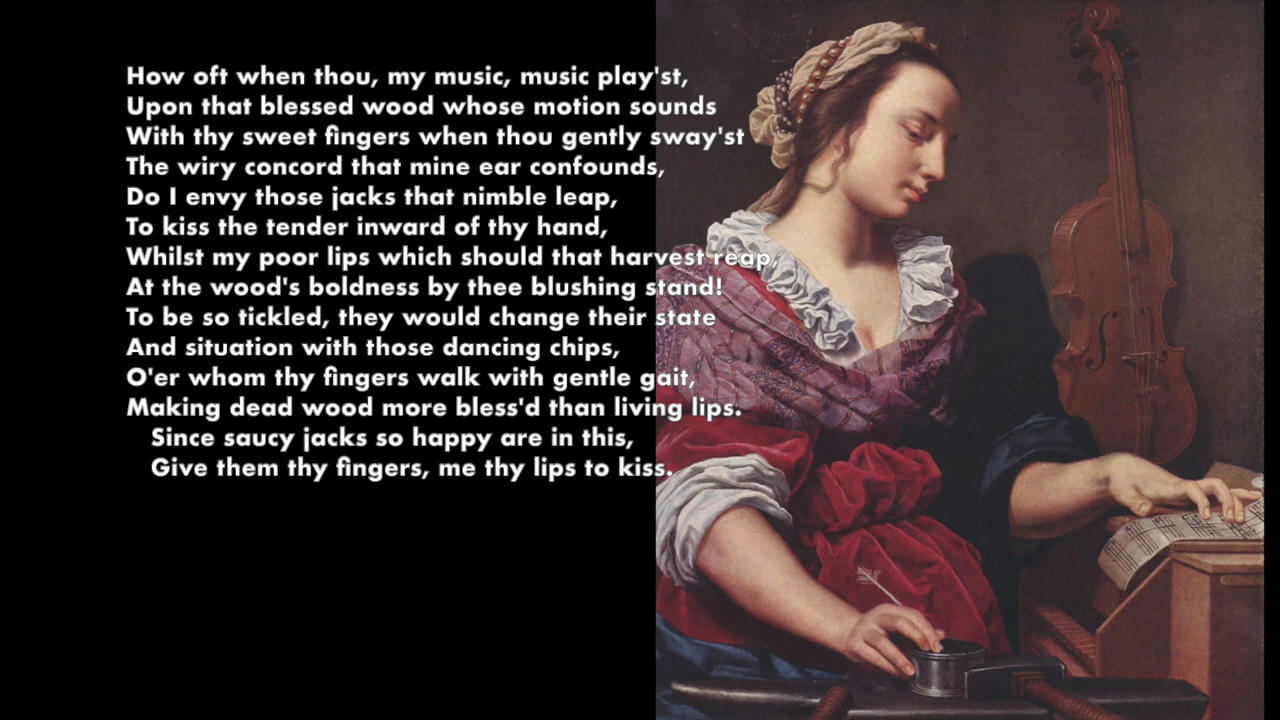 How oft when thou, my music, music play'st,
Upon that blessed wood whose motion sounds
With thy sweet fingers when thou gently sway'st
The wiry concord that mine ear confounds,
Do I envy those jacks that nimble leap,
To kiss the tender inward of thy hand,
Whilst my poor lips which should that harvest reap,
At the wood's boldness by thee blushing stand!
To be so tickled, they would change their state
And situation with those dancing chips,
O'er whom thy fingers walk with gentle gait,
Making dead wood more bless'd than living lips.
Since saucy jacks so happy are in this,
Give them thy fingers, me thy lips to kiss.